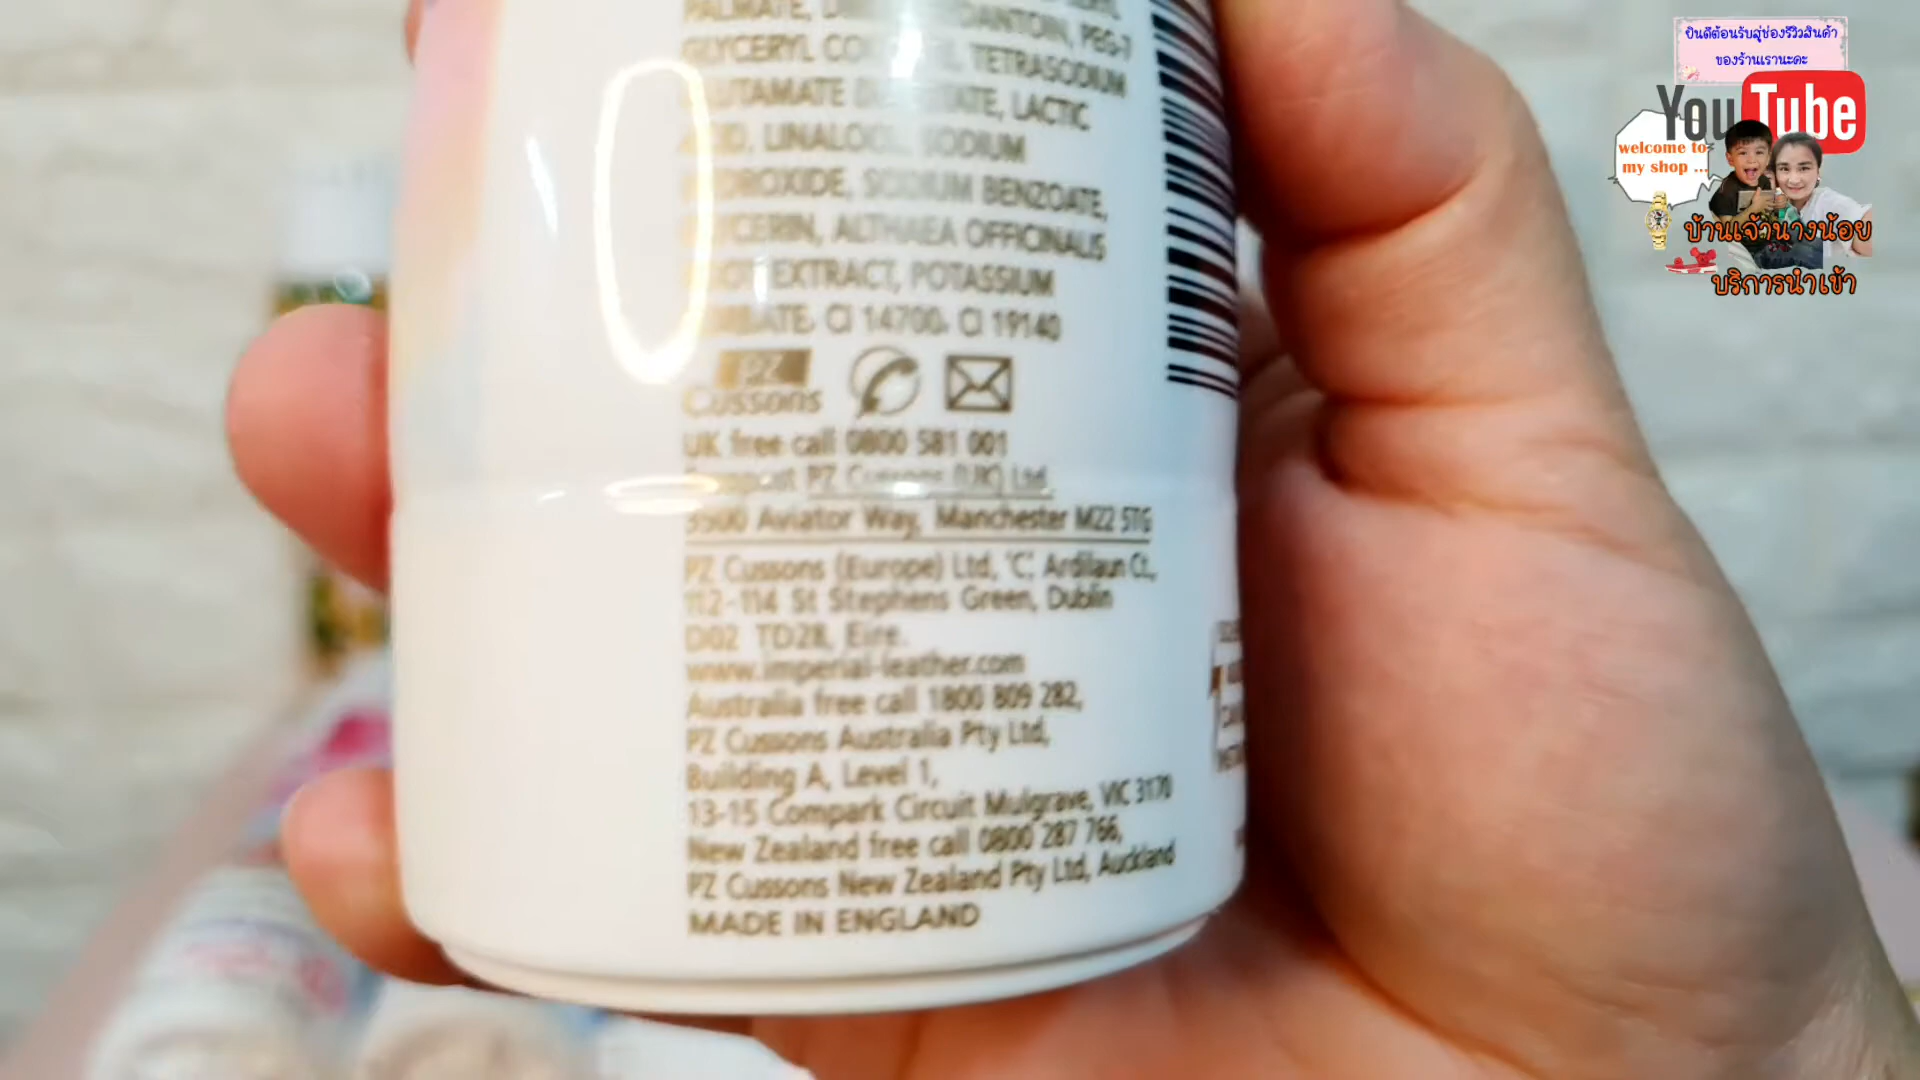 PALMATE, DANTOIN, PEG-7
GLYCERYL TETRASODIUM
LACTIC
LINALOOL, SODIUM
SODIUM BENZOATE,
ALTHAEA OFFICINALIS
EXTRACT, POTASSIUM
CI 14700, CI 19140
PZ
Cussons
UK free call 0800 581 001
PZ Cussons (UK) Ltd.
3500 Aviator Way, Manchester M22 5TG
PZ Cussons (Europe) Ltd, 'C', Ardilaun Ct.,
112-114 St Stephens Green, Dublin
D02 TD28, Eire.
www.imperial-leather.com
Australia free call 1800 809 282,
PZ Cussons Australia Pty Ltd,
Building A, Level 1,
13-15 Compark Circuit Mulgrave, VIC 3170
New Zealand free call 0800 287 766,
PZ Cussons New Zealand Pty Ltd, Auckland
MADE IN ENGLAND
ยินดีต้อนรับสู่ช่องรีวิวสินค้า
ของร้านเรานะคะ
YouTube
welcome to
my shop ...
บ้านเจ้านางน้อย
บริการนำเข้า